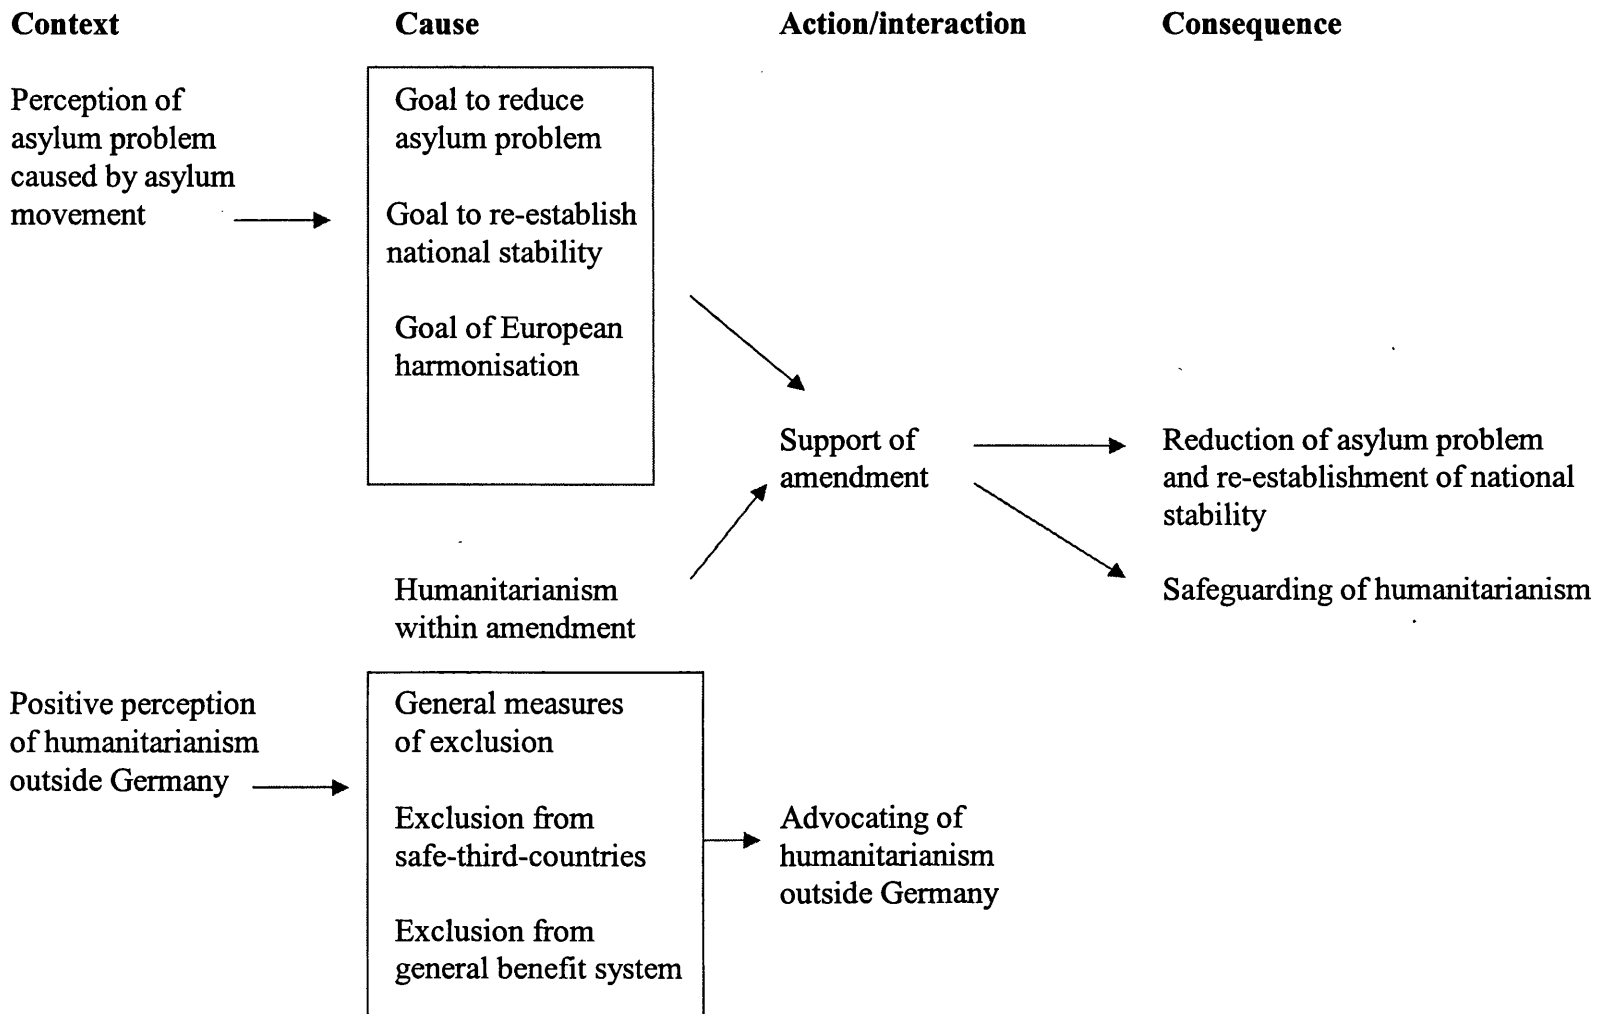 Context
Cause
Action/interaction
Consequence
Perception of
asylum problem
caused by asylum
movement
Goal to reduce
asylum problem
Goal to re-establish
national stability
Goal of European
harmonisation
Support of
amendment
Reduction of asylum problem
and re-establishment of national
stability
Humanitarianism
within amendment
Safeguarding of humanitarianism
Positive perception
of humanitarianism
outside Germany
General measures
of exclusion
Exclusion from
safe-third-countries
Exclusion from
general benefit system
Advocating of
humanitarianism
outside Germany